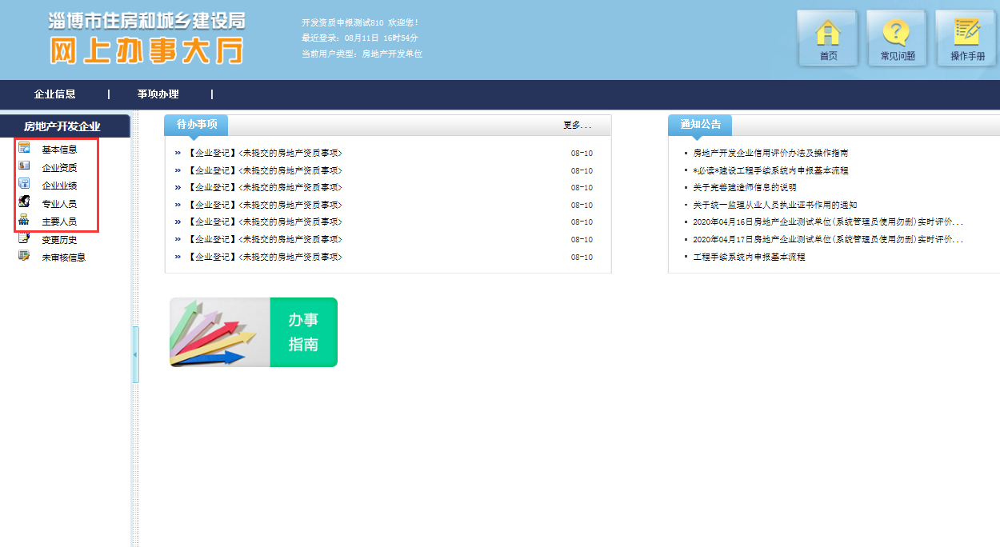 淄博市住房和城乡建设局
网上办事大厅
开发资质申报测试810 欢迎您!
最近登录: 08月11日 16时54分
当前用户类型: 房地产开发单位
首页
常见问题
操作手册
企业信息 | 事项办理 |
房地产开发企业
基本信息
企业资质
企业业绩
专业人员
主要人员
变更历史
未审核信息
待办事项 更多...
【企业登记】<未提交的房地产资质事项> 08-10
【企业登记】<未提交的房地产资质事项> 08-10
【企业登记】<未提交的房地产资质事项> 08-10
【企业登记】<未提交的房地产资质事项> 08-10
【企业登记】<未提交的房地产资质事项> 08-10
【企业登记】<未提交的房地产资质事项> 08-10
【企业登记】<未提交的房地产资质事项> 08-10
通知公告
房地产开发企业信用评价办法及操作指南
*必读*建设工程手续系统内申报基本流程
关于完善建造师信息的说明
关于统一监理从业人员执业证书作用的通知
2020年04月16日房地产企业测试单位(系统管理员使用勿删)实时评价...
2020年04月17日房地产企业测试单位(系统管理员使用勿删)实时评价...
工程手续系统内申报基本流程
办事
指南